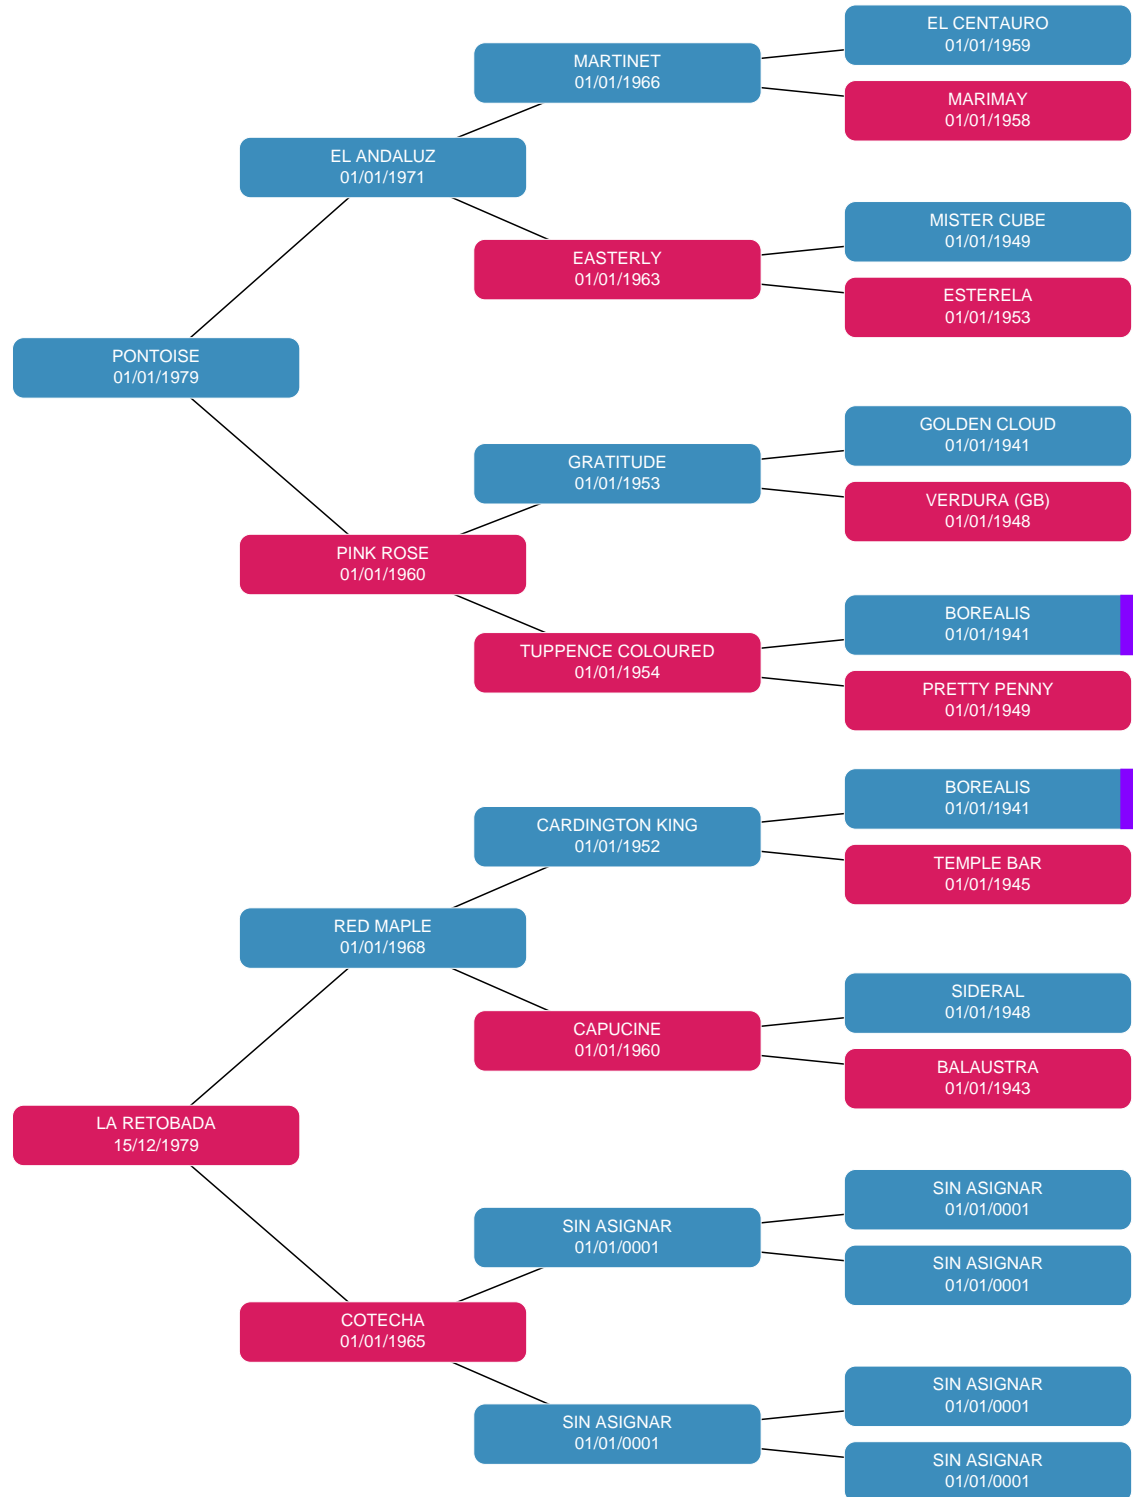 EL CENTAURO
01/01/1959
MARTINET
01/01/1966
MARIMAY
01/01/1958
EL ANDALUZ
01/01/1971
MISTER CUBE
01/01/1949
EASTERLY
01/01/1963
ESTERELA
01/01/1953
PONTOISE
01/01/1979
GOLDEN CLOUD
01/01/1941
GRATITUDE
01/01/1953
VERDURA (GB)
01/01/1948
PINK ROSE
01/01/1960
BOREALIS
01/01/1941
TUPPENCE COLOURED
01/01/1954
PRETTY PENNY
01/01/1949
BOREALIS
01/01/1941
CARDINGTON KING
01/01/1952
TEMPLE BAR
01/01/1945
RED MAPLE
01/01/1968
SIDERAL
01/01/1948
CAPUCINE
01/01/1960
BALAUSTRA
01/01/1943
LA RETOBADA
15/12/1979
SIN ASIGNAR
01/01/0001
SIN ASIGNAR
01/01/0001
SIN ASIGNAR
01/01/0001
COTECHA
01/01/1965
SIN ASIGNAR
01/01/0001
SIN ASIGNAR
01/01/0001
SIN ASIGNAR
01/01/0001